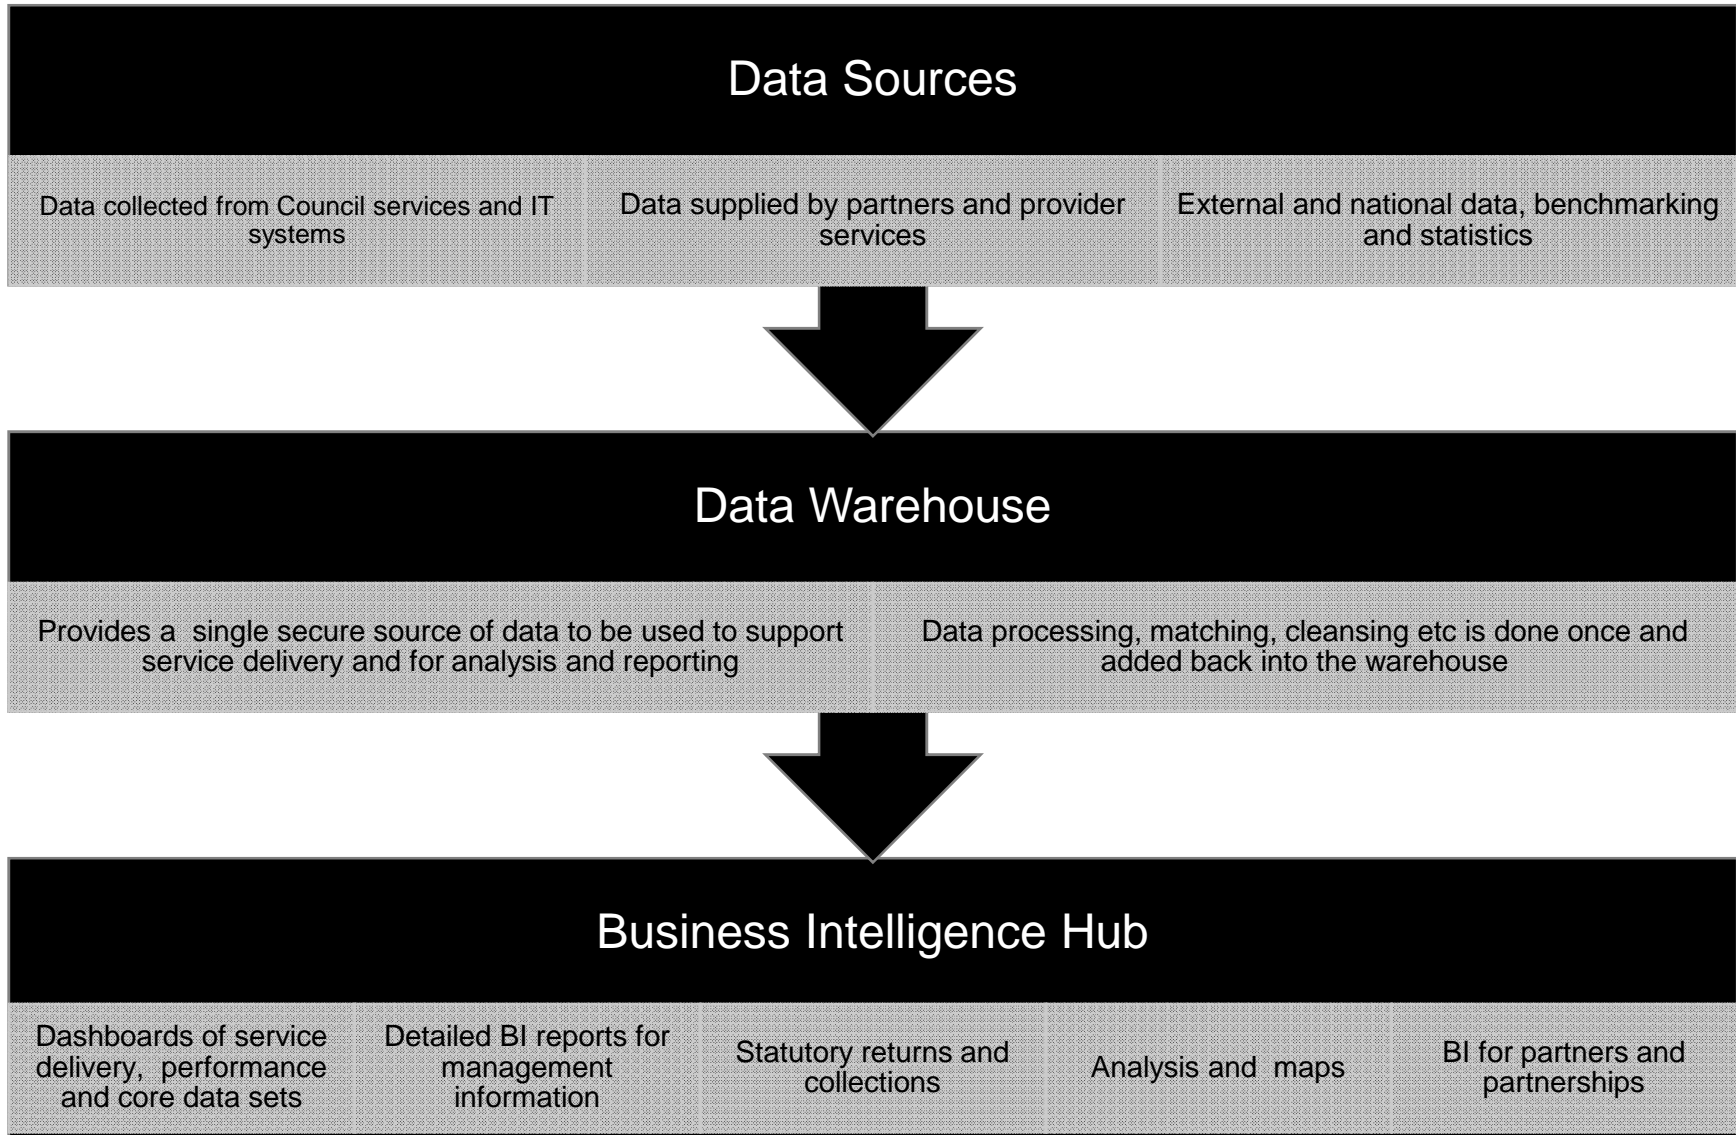 Data Sources
Data collected from Council services and IT
systems
Data supplied by partners and provider
services
External and national data, benchmarking
and statistics
Data Warehouse
Provides a  single secure source of data to be used to support
service delivery and for analysis and reporting
Data processing, matching, cleansing etc is done once and
added back into the warehouse
Business Intelligence Hub
Dashboards of service
delivery,  performance
and core data sets
Detailed BI reports for
management
information
Statutory returns and
collections
Analysis and  maps
BI for partners and
partnerships